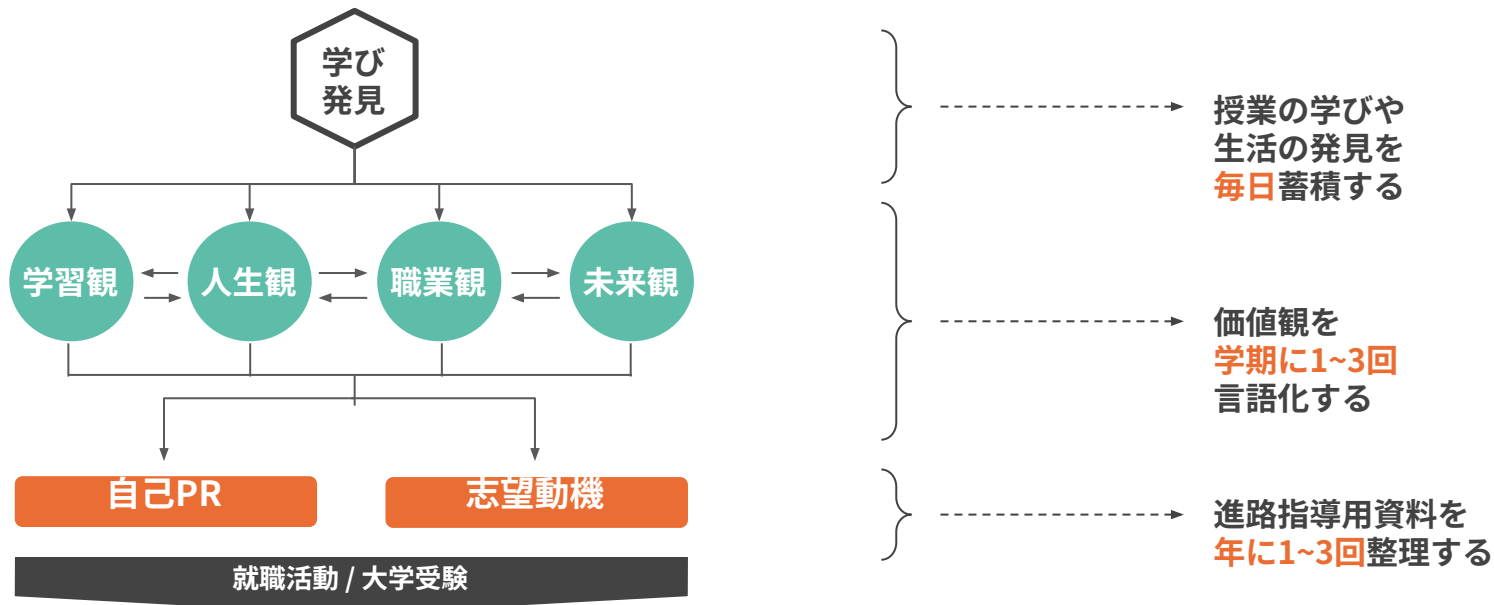 学び
発見
学習観
人生観
職業観
未来観
自己PR
志望動機
就職活動 / 大学受験
授業の学びや
生活の発見を
毎日蓄積する
価値観を
学期に1~3回
言語化する
進路指導用資料を
年に1~3回整理する